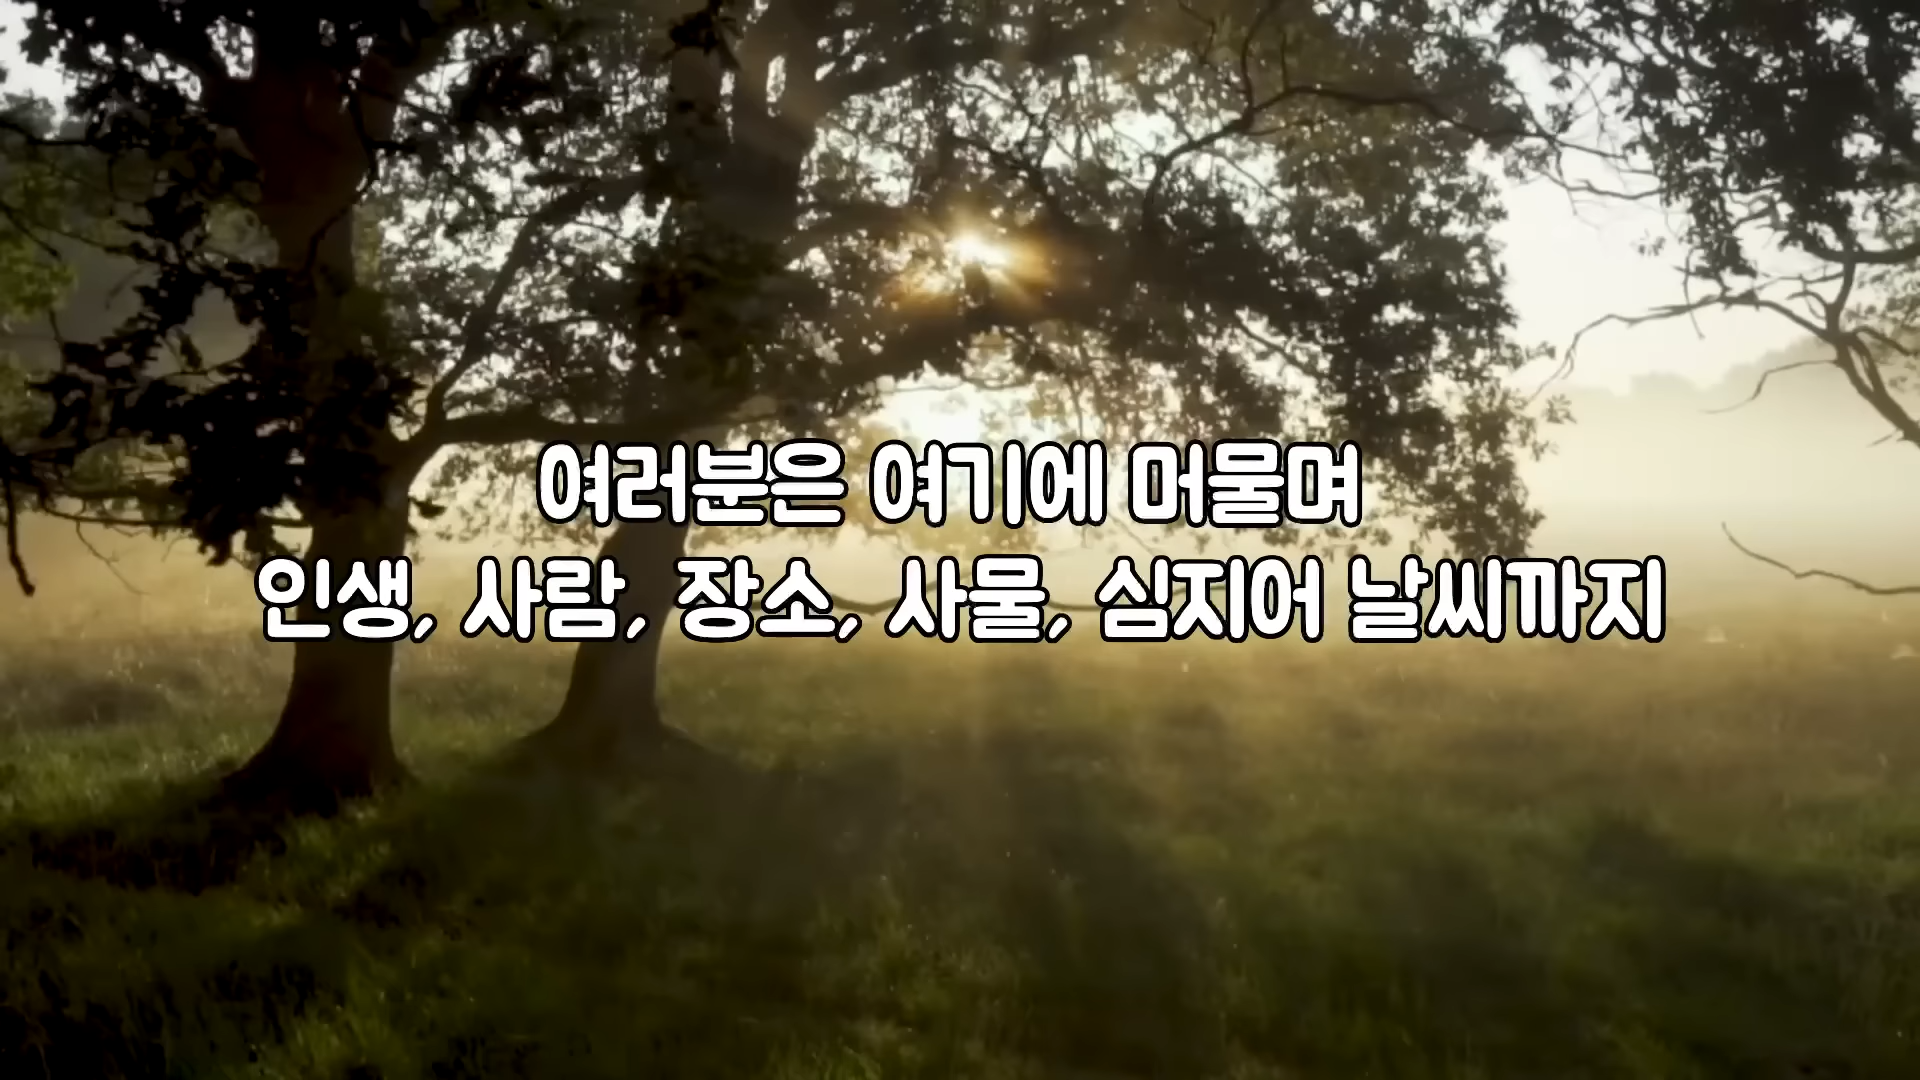 여러분은 여기에 머물며
인생, 사람, 장소, 사물, 심지어 날씨까지